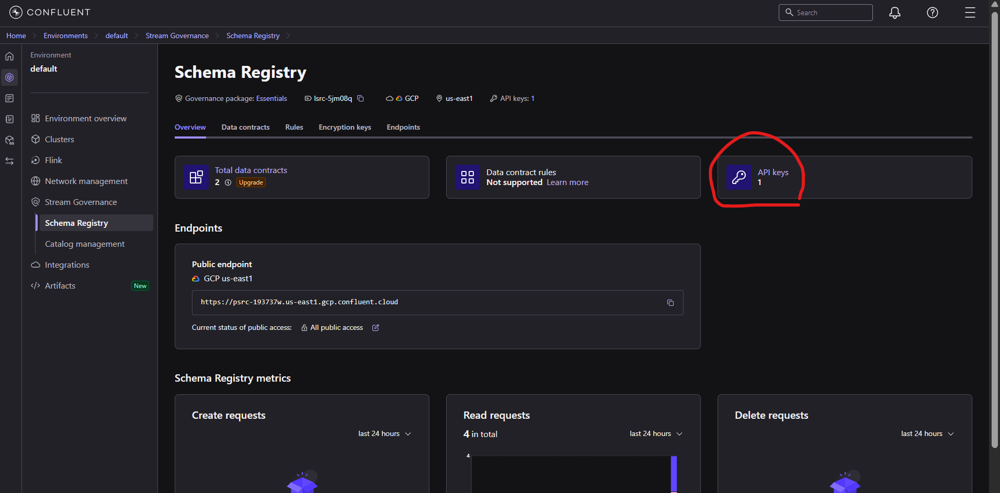 CONFLUENT
Search
Home
Environments
default
Stream Governance
Schema Registry
Environment
default
Environment overview
Clusters
Flink
Network management
Stream Governance
Schema Registry
Catalog management
Integrations
Artifacts
New
Schema Registry
Governance package: Essentials
lsrc-5jm08q
GCP
us-east1
API keys: 1
Overview
Data contracts
Rules
Encryption keys
Endpoints
Total data contracts
2
Upgrade
Data contract rules
Not supported Learn more
API keys
1
Endpoints
Public endpoint
GCP us-east1
https://psrc-193737w.us-east1.gcp.confluent.cloud
Current status of public access:
All public access
Schema Registry metrics
Create requests
last 24 hours
Read requests
4 in total
last 24 hours
4
Delete requests
last 24 hours